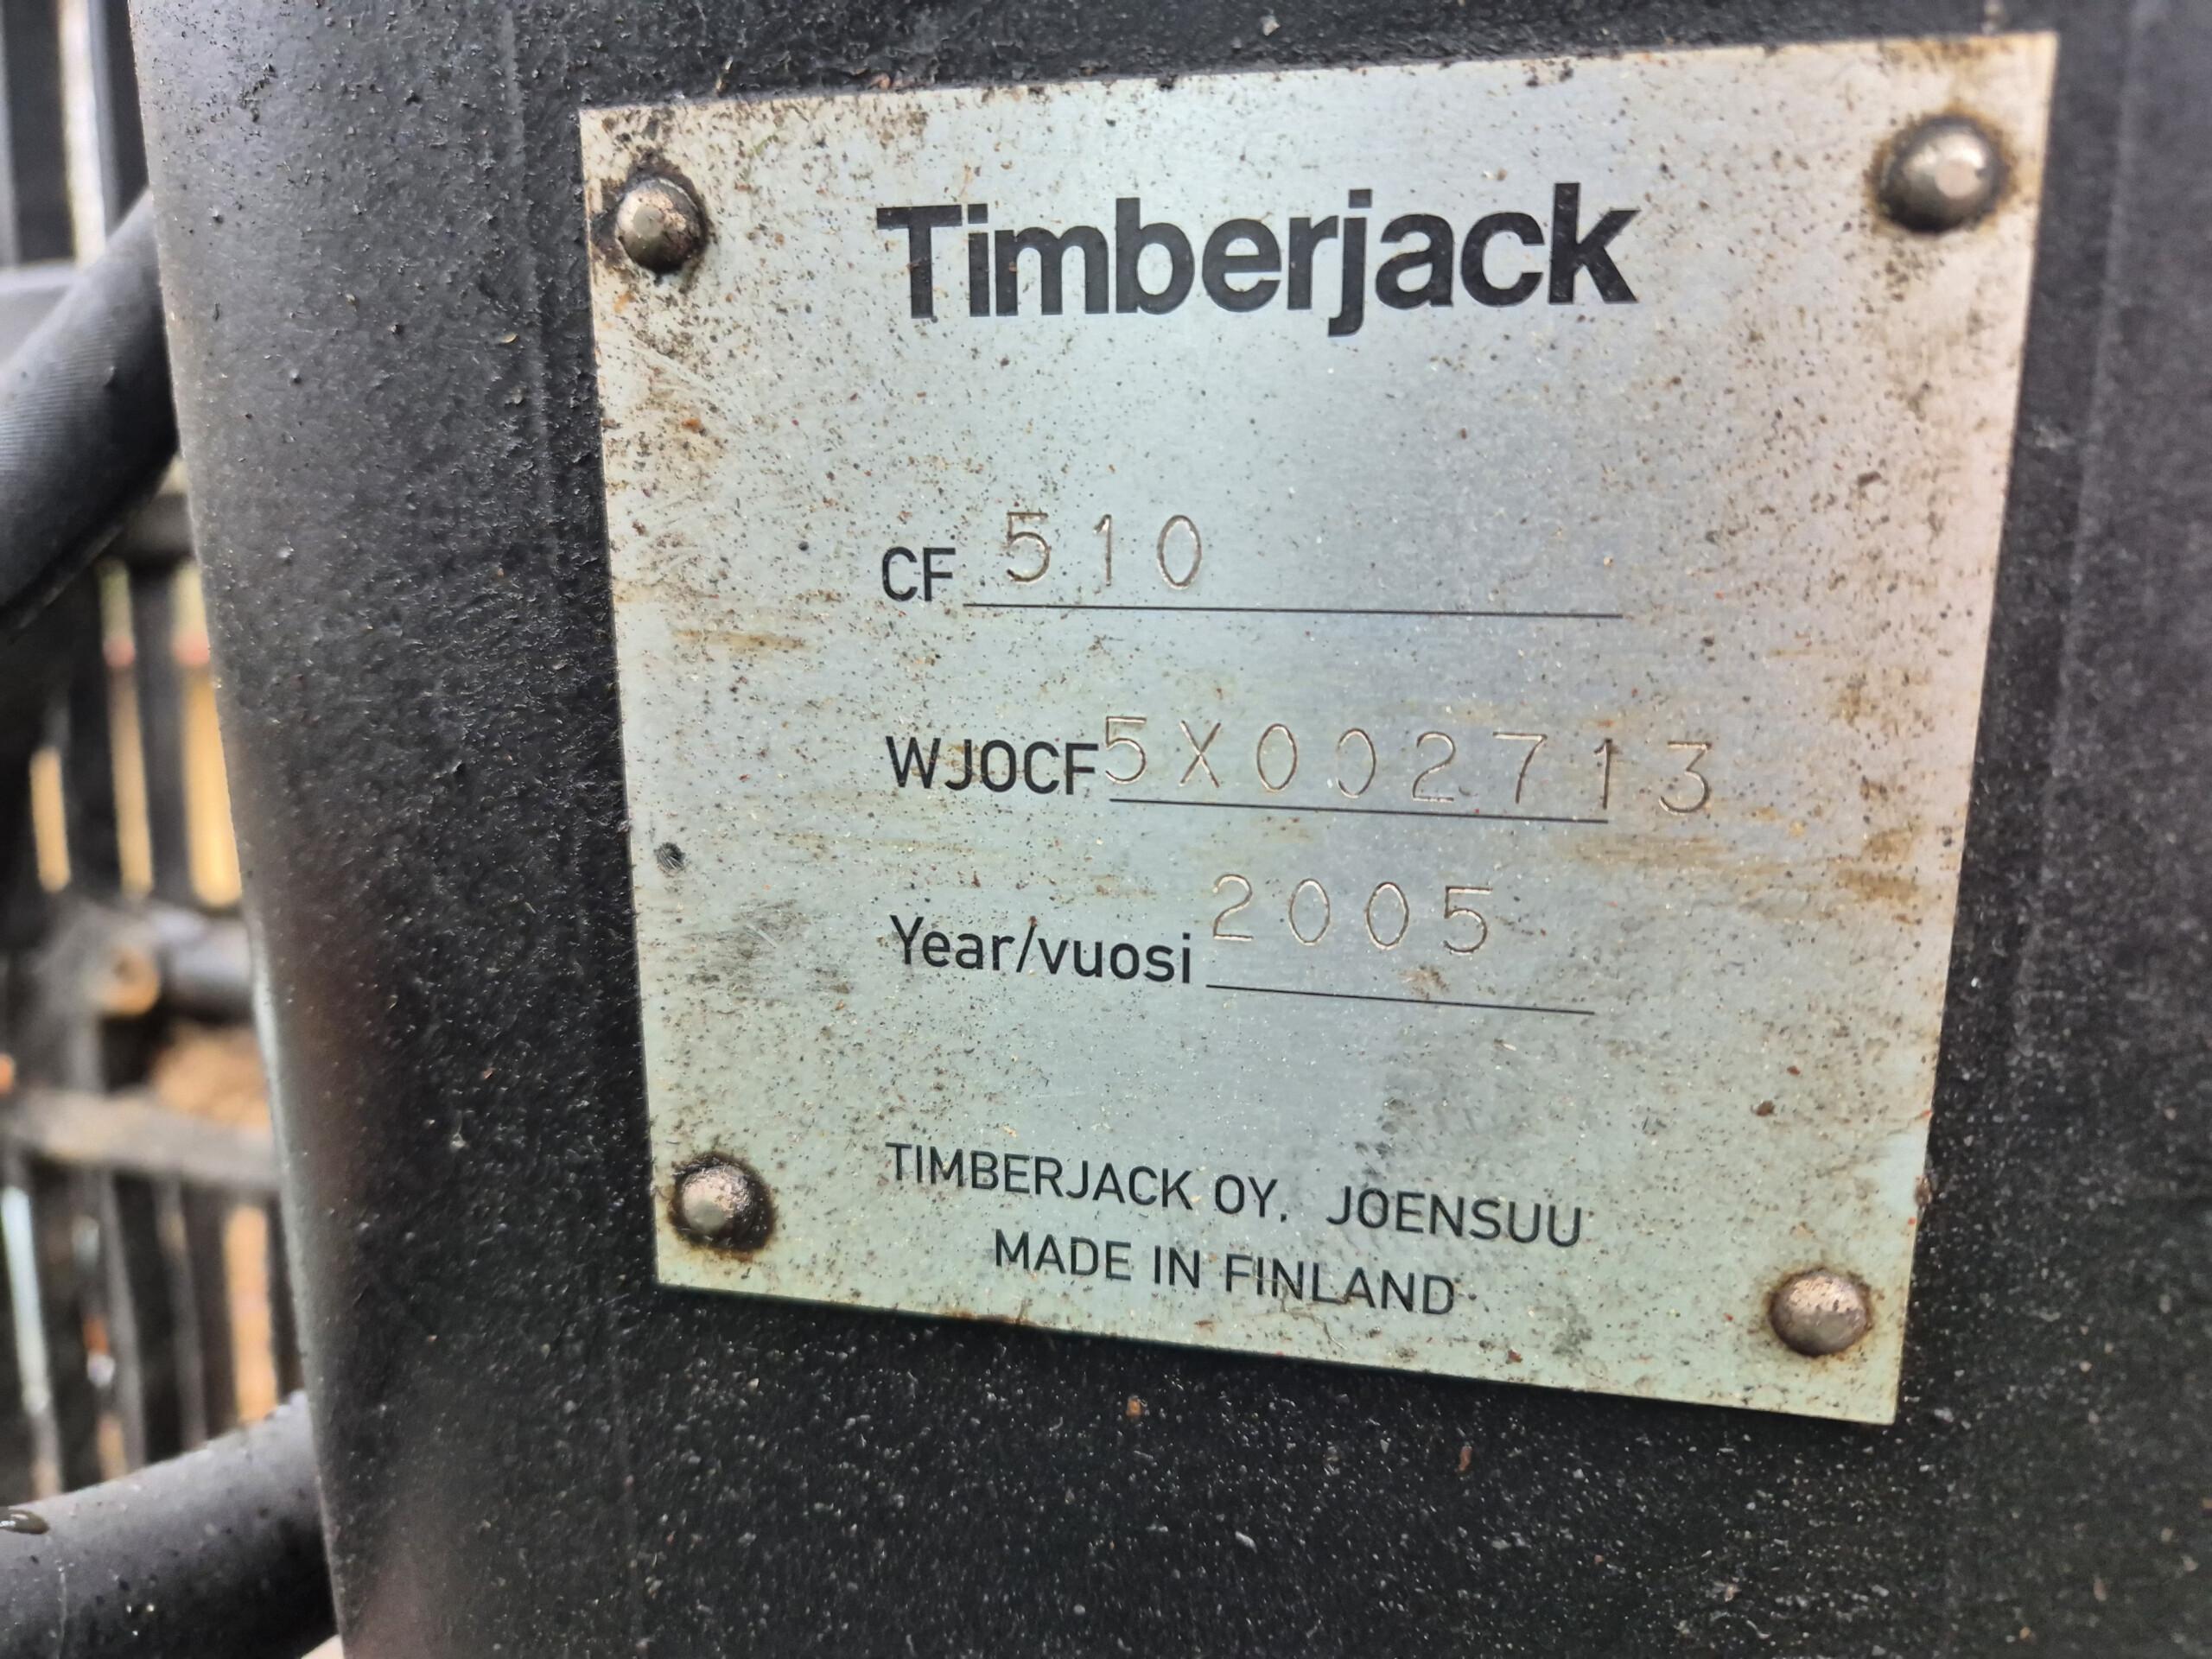 Timberjack
CF 510
WJOCF5X002713
Year/vuosi 2005
TIMBERJACK OY, JOENSUU
MADE IN FINLAND